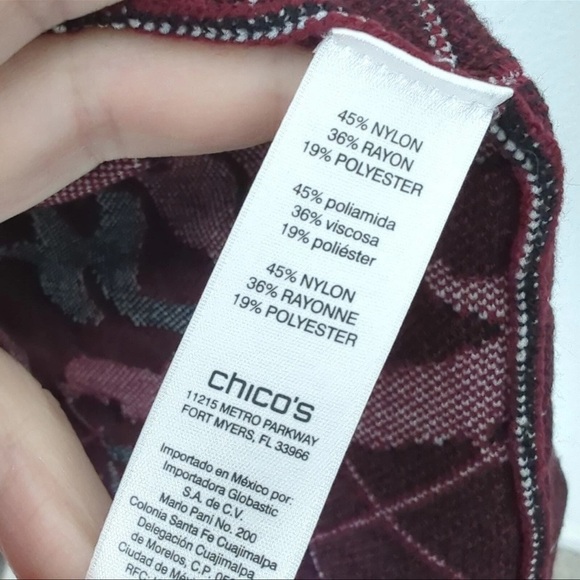 45% NYLON
36% RAYON
19% POLYESTER
45% poliamida
36% viscosa
19% poliéster
45% NYLON
36% RAYONNE
19% POLYESTER
chico's
11215 METRO PARKWAY
FORT MYERS, FL 33966
Importado en México por:
Importadora Globastic
S.A. de C.V.
Mario Pani No. 200
Colonia Santa Fe Cuajimalpa
Delegación Cuajimalpa
de Morelos, C.P.
Ciudad de